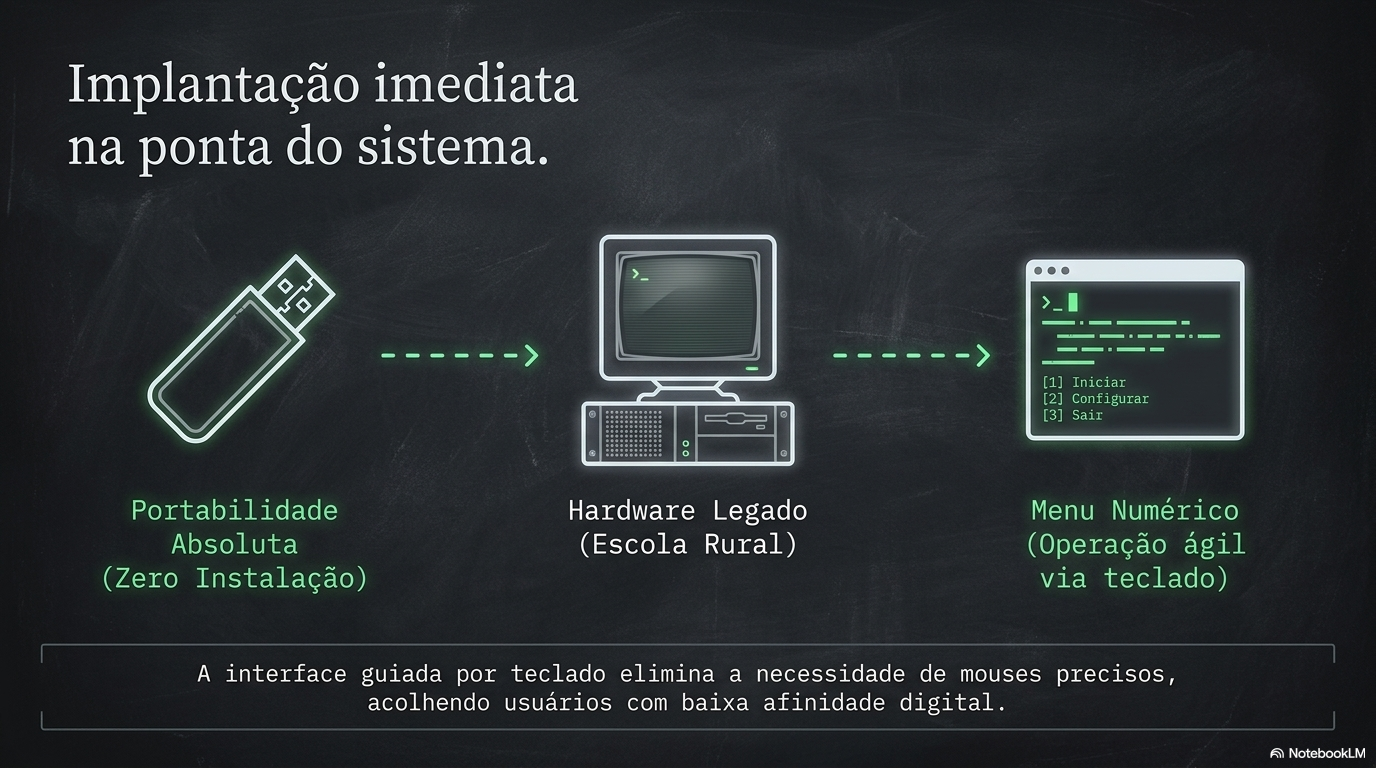 Implantação imediata
na ponta do sistema.
>_
>_
[1] Iniciar
[2] Configurar
[3] Sair
Portabilidade
Absoluta
(Zero Instalação)
Hardware Legado
(Escola Rural)
Menu Numérico
(Operação ágil
via teclado)
A interface guiada por teclado elimina a necessidade de mouses precisos,
acolhendo usuários com baixa afinidade digital.
NotebookLM